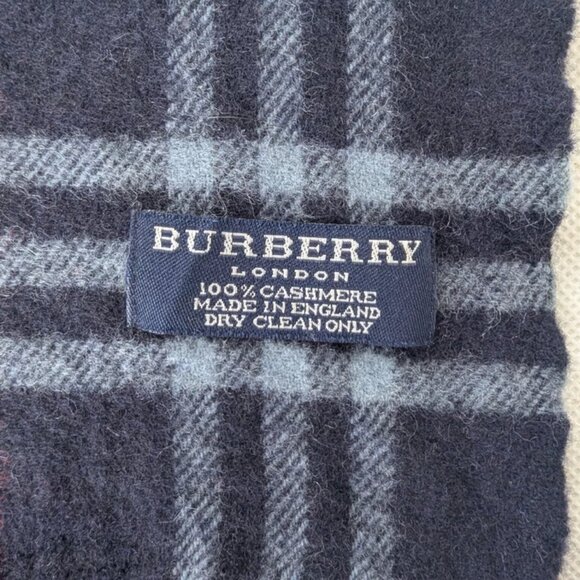 BURBERRY
LONDON
100% CASHMERE
MADE IN ENGLAND
DRY CLEAN ONLY